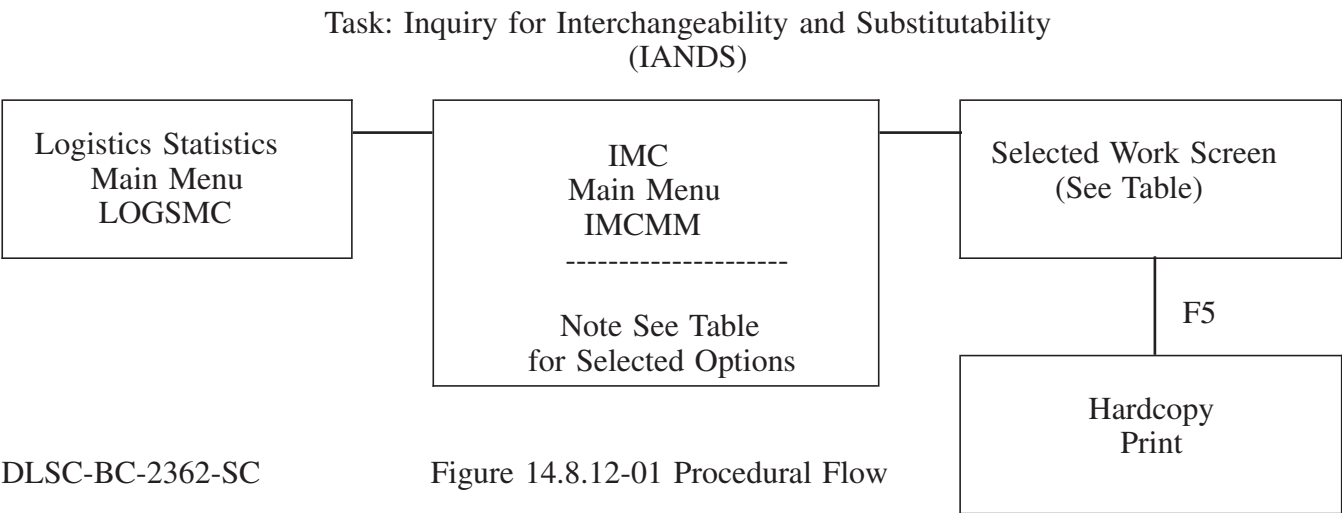 Task: Inquiry for Interchangeability and Substitutability
(IANDS)
Logistics Statistics
Main Menu
LOGSMC
IMC
Main Menu
IMCMM
---------------------
Note See Table
for Selected Options
Selected Work Screen
(See Table)
F5
Hardcopy
Print
DLSC-BC-2362-SC
Figure 14.8.12-01 Procedural Flow